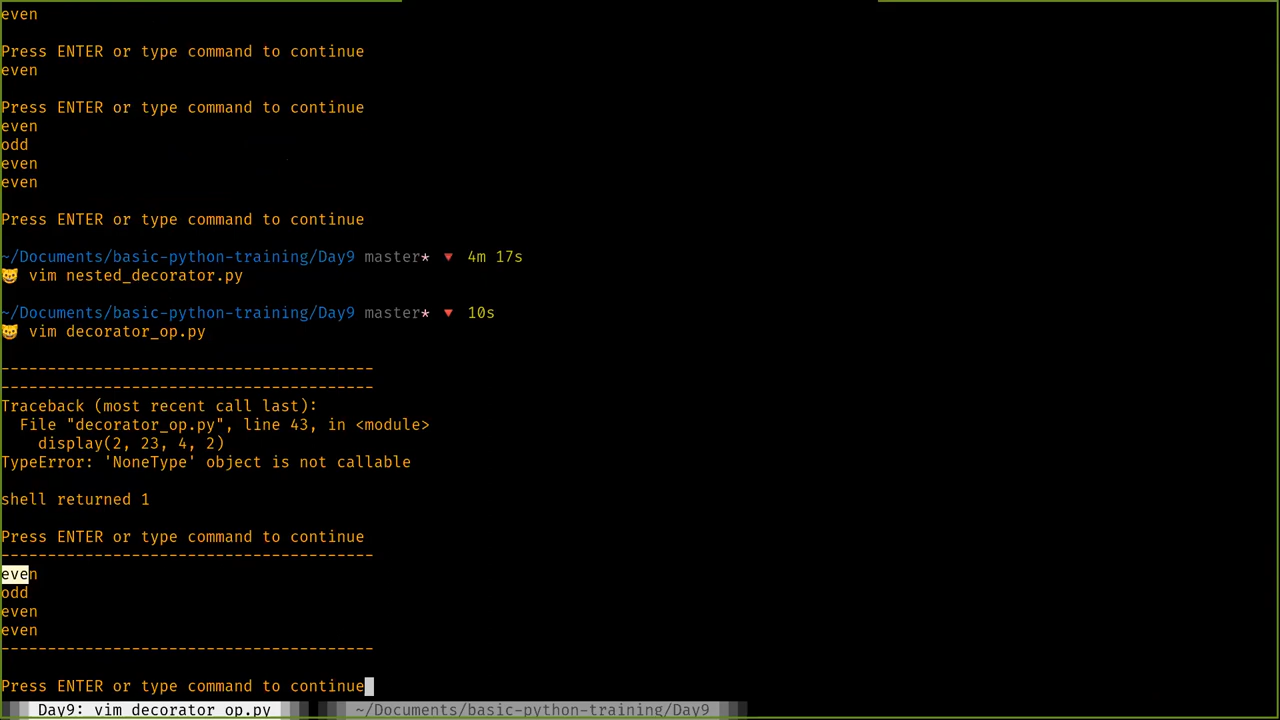 even
Press ENTER or type command to continue
even
Press ENTER or type command to continue
even
odd
even
even
Press ENTER or type command to continue
~/Documents/basic-python-training/Day9 master* 4m 17s
vim nested_decorator.py
~/Documents/basic-python-training/Day9 master* 10s
vim decorator_op.py
----------------------------------------
----------------------------------------
Traceback (most recent call last):
  File "decorator_op.py", line 43, in <module>
    display(2, 23, 4, 2)
TypeError: 'NoneType' object is not callable
shell returned 1
Press ENTER or type command to continue
----------------------------------------
even
odd
even
even
----------------------------------------
Press ENTER or type command to continue
Day9: vim decorator_op.py ~/Documents/basic-python-training/Day9